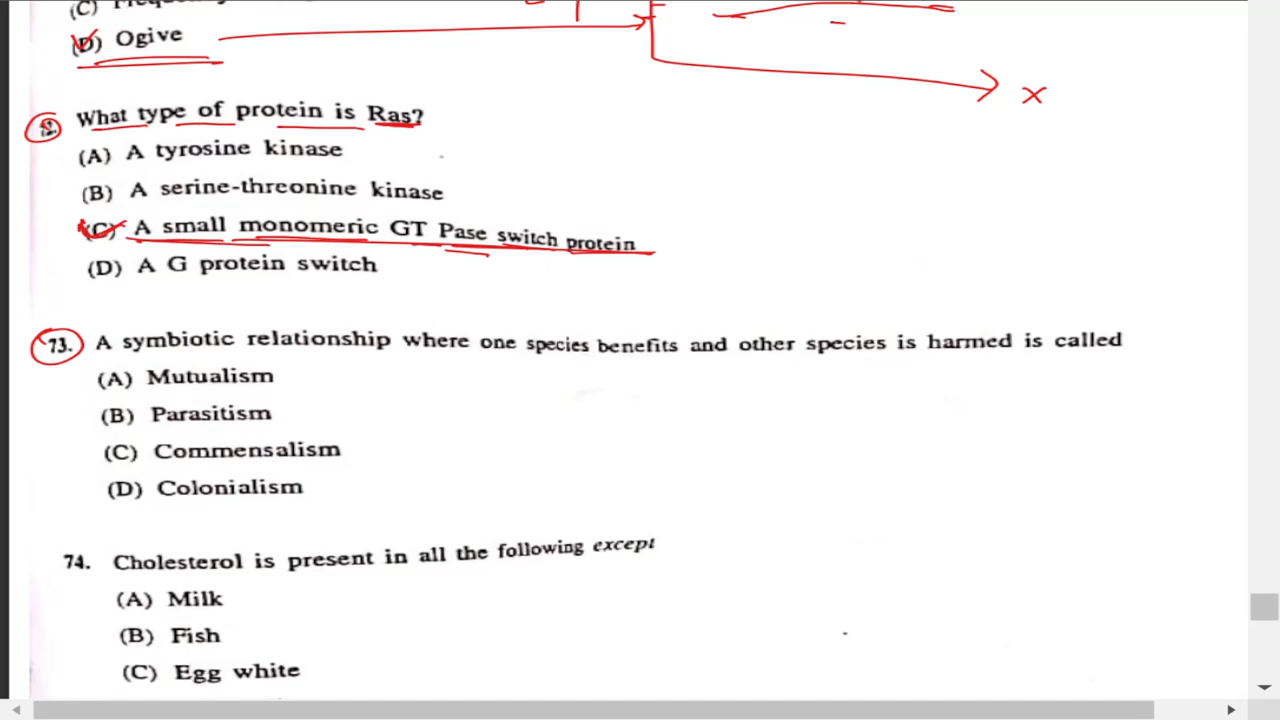 (D) Ogive
x
What type of protein is Ras?
(A) A tyrosine kinase
(B) A serine-threonine kinase
(C) A small monomeric GT Pase switch protein
(D) A G protein switch
73. A symbiotic relationship where one species benefits and other species is harmed is called
(A) Mutualism
(B) Parasitism
(C) Commensalism
(D) Colonialism
74. Cholesterol is present in all the following except
(A) Milk
(B) Fish
(C) Egg white